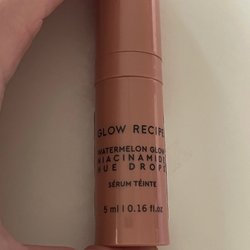 GLOW RECIPE
WATERMELON GLOW
NIACINAMIDE
HUE DROPS
SÉRUM TEINTÉ
5 ml | 0.16 fl.oz